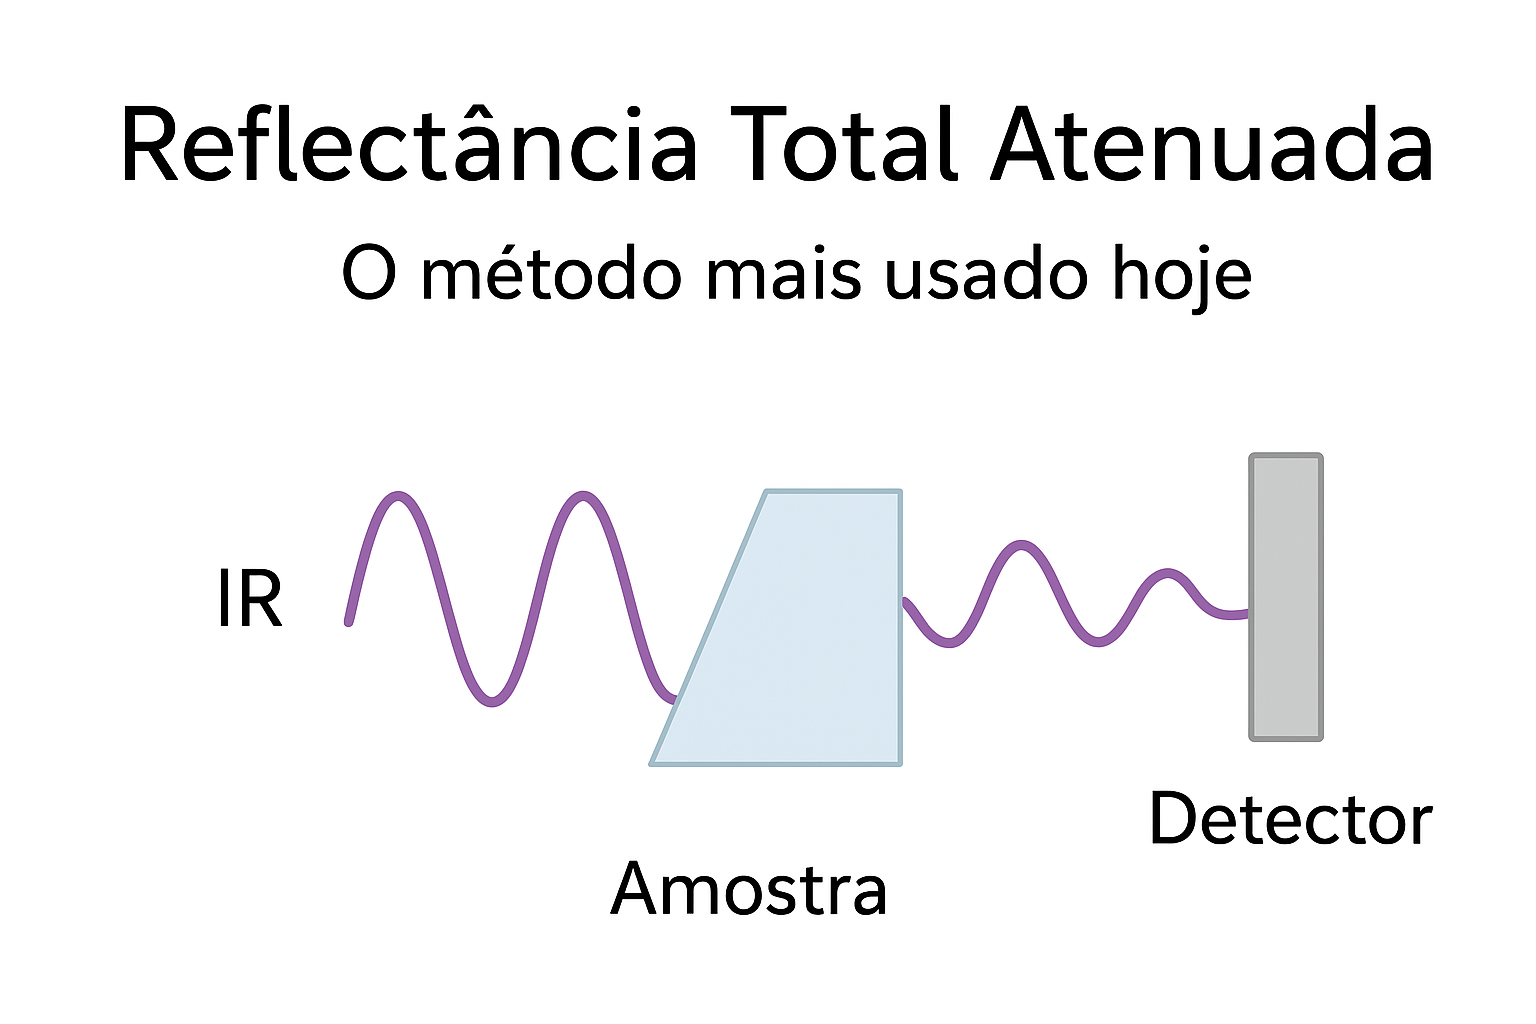 Reflectância Total Atenuada
O método mais usado hoje
IR
Detector
Amostra